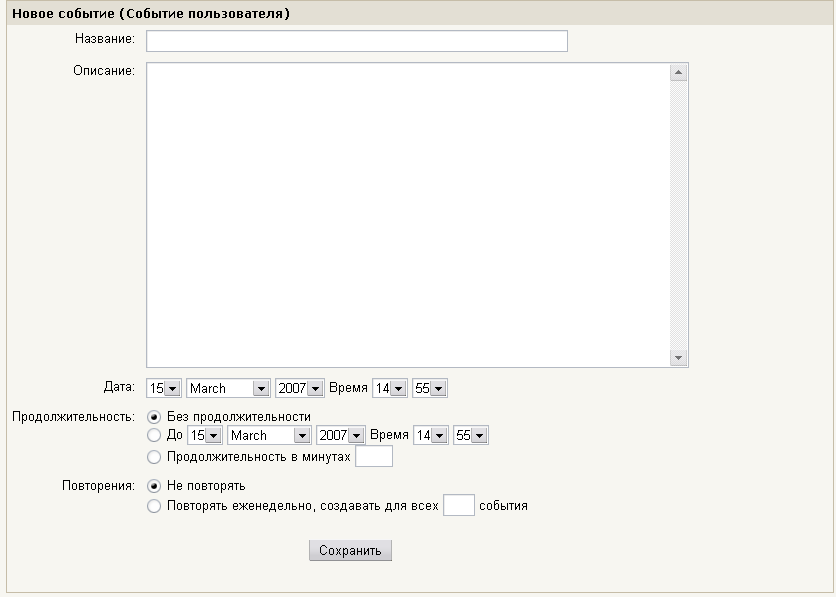 Новое событие (Событие пользователя)
Название:
Описание:
Дата: 15 March 2007 Время 14 55
Продолжительность: Без продолжительности
До 15 March 2007 Время 14 55
Продолжительность в минутах
Повторения: Не повторять
Повторять еженедельно, создавать для всех события
Сохранить